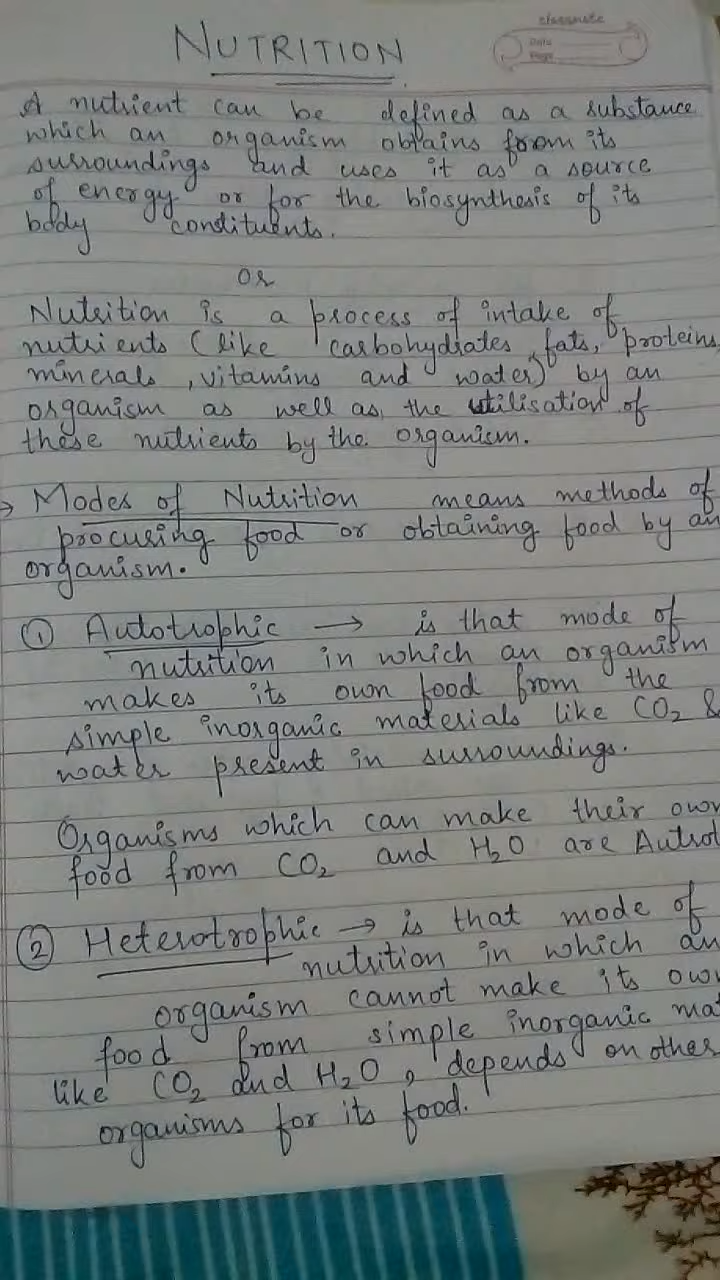 classmate
Date
Page
NUTRITION
A nutrient can be defined as a substance
which an organism obtains from its
surroundings and uses it as a source
of energy or for the biosynthesis of its
body constituents.
OR
Nutrition is a process of intake of
nutrients (like carbohydrates, fats, proteins,
minerals, vitamins and water) by an
organism as well as the utilisation of
these nutrients by the organism.
→ Modes of Nutrition means methods of
procuring food or obtaining food by an
organism.
① Autotrophic → is that mode of
nutrition in which an organism
makes its own food from the
simple inorganic materials like CO₂ &
water present in surroundings.
Organisms which can make their own
food from CO₂ and H₂O are Autot
② Heterotrophic → is that mode of
nutrition in which an
organism cannot make its own
food from simple inorganic ma
like CO₂ and H₂O, depends on other
organisms for its food.